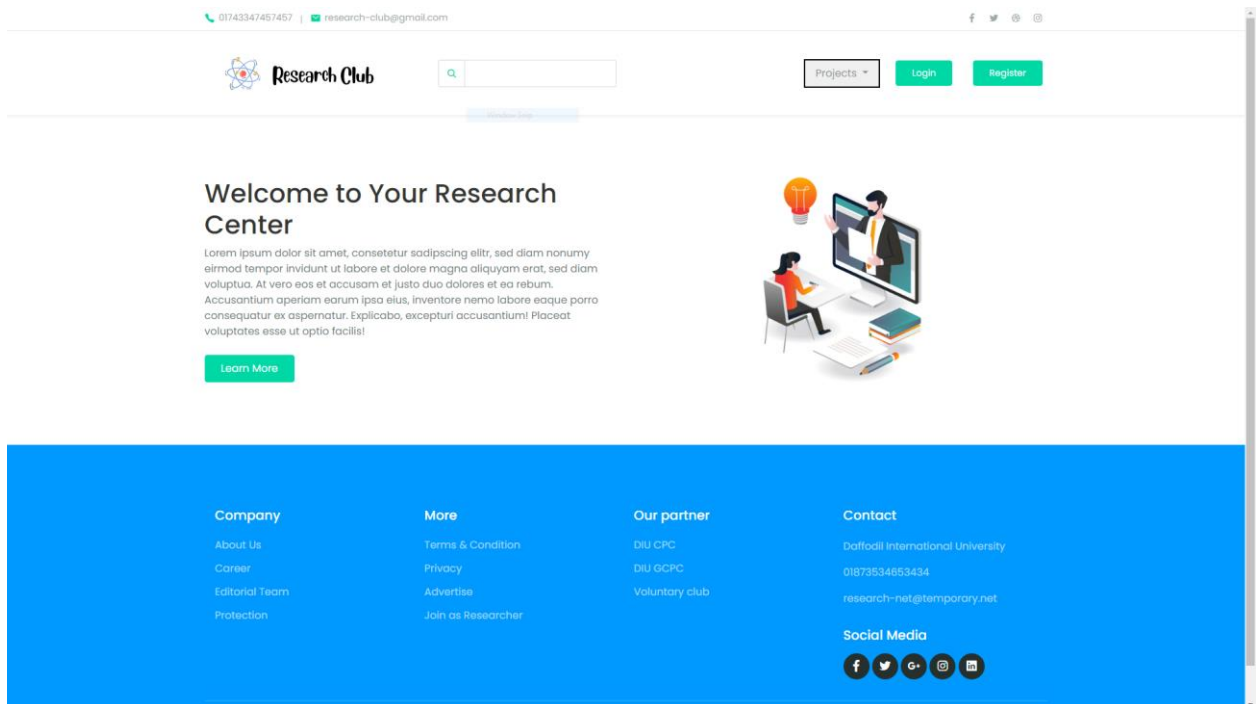 01743347457457 | research-club@gmail.com
Research Club
Projects
Login
Register
Welcome to Your Research
Center
Lorem ipsum dolor sit amet, consetetur sadipscing elitr, sed diam nonumy
eirmod tempor invidunt ut labore et dolore magna aliquyam erat, sed diam
voluptua. At vero eos et accusam et justo duo dolores et ea rebum.
Accusantium aperiam earum ipsa eius, inventore nemo labore eaque porro
consequatur ex aspernatur. Explicabo, excepturi accusantium! Placeat
voluptates esse ut optio facilis!
Learn More
Company
About Us
Career
Editorial Team
Protection
More
Terms & Condition
Privacy
Advertise
Join as Researcher
Our partner
DIU CPC
DIU GCPC
Voluntary club
Contact
Daffodil International University
01873534653434
research-net@temporary.net
Social Media